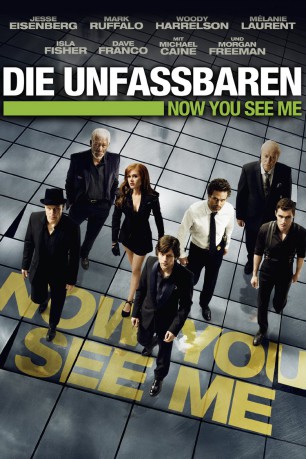 JESSE MARK WOODY MÉLANIE
EISENBERG RUFFALO HARRELSON LAURENT
ISLA DAVE MIT UND
FISHER FRANCO MICHAEL MORGAN
CAINE FREEMAN
DIE UNFASSBAREN
NOW YOU SEE ME
NOW YOU
SEE ME